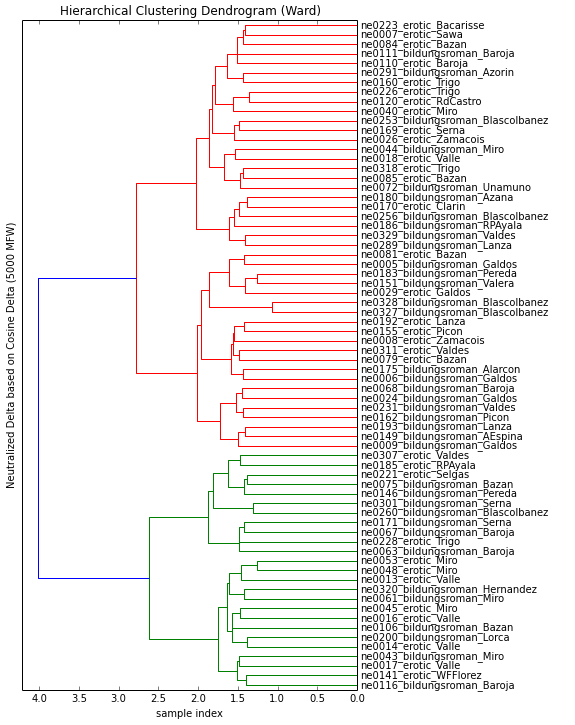 Hierarchical Clustering Dendrogram (Ward)
Neutralized Delta based on Cosine Delta (5000 MFW)
ne0223_erotic_Bacarisse
ne0007_erotic_Sawa
ne0084_erotic_Bazan
ne0111_bildungsroman_Baroja
ne0110_erotic_Baroja
ne0291_bildungsroman_Azorin
ne0160_erotic_Trigo
ne0226_erotic_Trigo
ne0120_erotic_RdCastro
ne0040_erotic_Miro
ne0253_bildungsroman_BlascoIbanez
ne0169_erotic_Serna
ne0026_erotic_Zamacois
ne0044_bildungsroman_Miro
ne0018_erotic_Valle
ne0318_erotic_Trigo
ne0085_erotic_Bazan
ne0072_bildungsroman_Unamuno
ne0180_bildungsroman_Azana
ne0170_erotic_Clarin
ne0256_bildungsroman_BlascoIbanez
ne0186_bildungsroman_RPAyala
ne0329_bildungsroman_Valdes
ne0289_bildungsroman_Lanza
ne0081_erotic_Bazan
ne0005_bildungsroman_Galdos
ne0183_bildungsroman_Pereda
ne0151_bildungsroman_Valera
ne0029_erotic_Galdos
ne0328_bildungsroman_BlascoIbanez
ne0327_bildungsroman_BlascoIbanez
ne0192_erotic_Lanza
ne0155_erotic_Picon
ne0008_erotic_Zamacois
ne0311_erotic_Valdes
ne0079_erotic_Bazan
ne0175_bildungsroman_Alarcon
ne0006_bildungsroman_Galdos
ne0068_bildungsroman_Baroja
ne0024_bildungsroman_Galdos
ne0231_bildungsroman_Valdes
ne0162_bildungsroman_Picon
ne0193_bildungsroman_Lanza
ne0149_bildungsroman_AEspina
ne0009_bildungsroman_Galdos
ne0307_erotic_Valdes
ne0185_erotic_RPAyala
ne0221_erotic_Selgas
ne0075_bildungsroman_Bazan
ne0146_bildungsroman_Pereda
ne0301_bildungsroman_Serna
ne0260_bildungsroman_BlascoIbanez
ne0171_bildungsroman_Serna
ne0067_bildungsroman_Baroja
ne0228_erotic_Trigo
ne0063_bildungsroman_Baroja
ne0053_erotic_Miro
ne0048_erotic_Miro
ne0013_erotic_Valle
ne0320_bildungsroman_Hernandez
ne0061_bildungsroman_Miro
ne0045_erotic_Miro
ne0016_erotic_Valle
ne0106_bildungsroman_Bazan
ne0200_bildungsroman_Lorca
ne0014_erotic_Valle
ne0043_bildungsroman_Miro
ne0017_erotic_Valle
ne0141_erotic_WFFlorez
ne0116_bildungsroman_Baroja
4.0 3.5 3.0 2.5 2.0 1.5 1.0 0.5 0.0
sample index